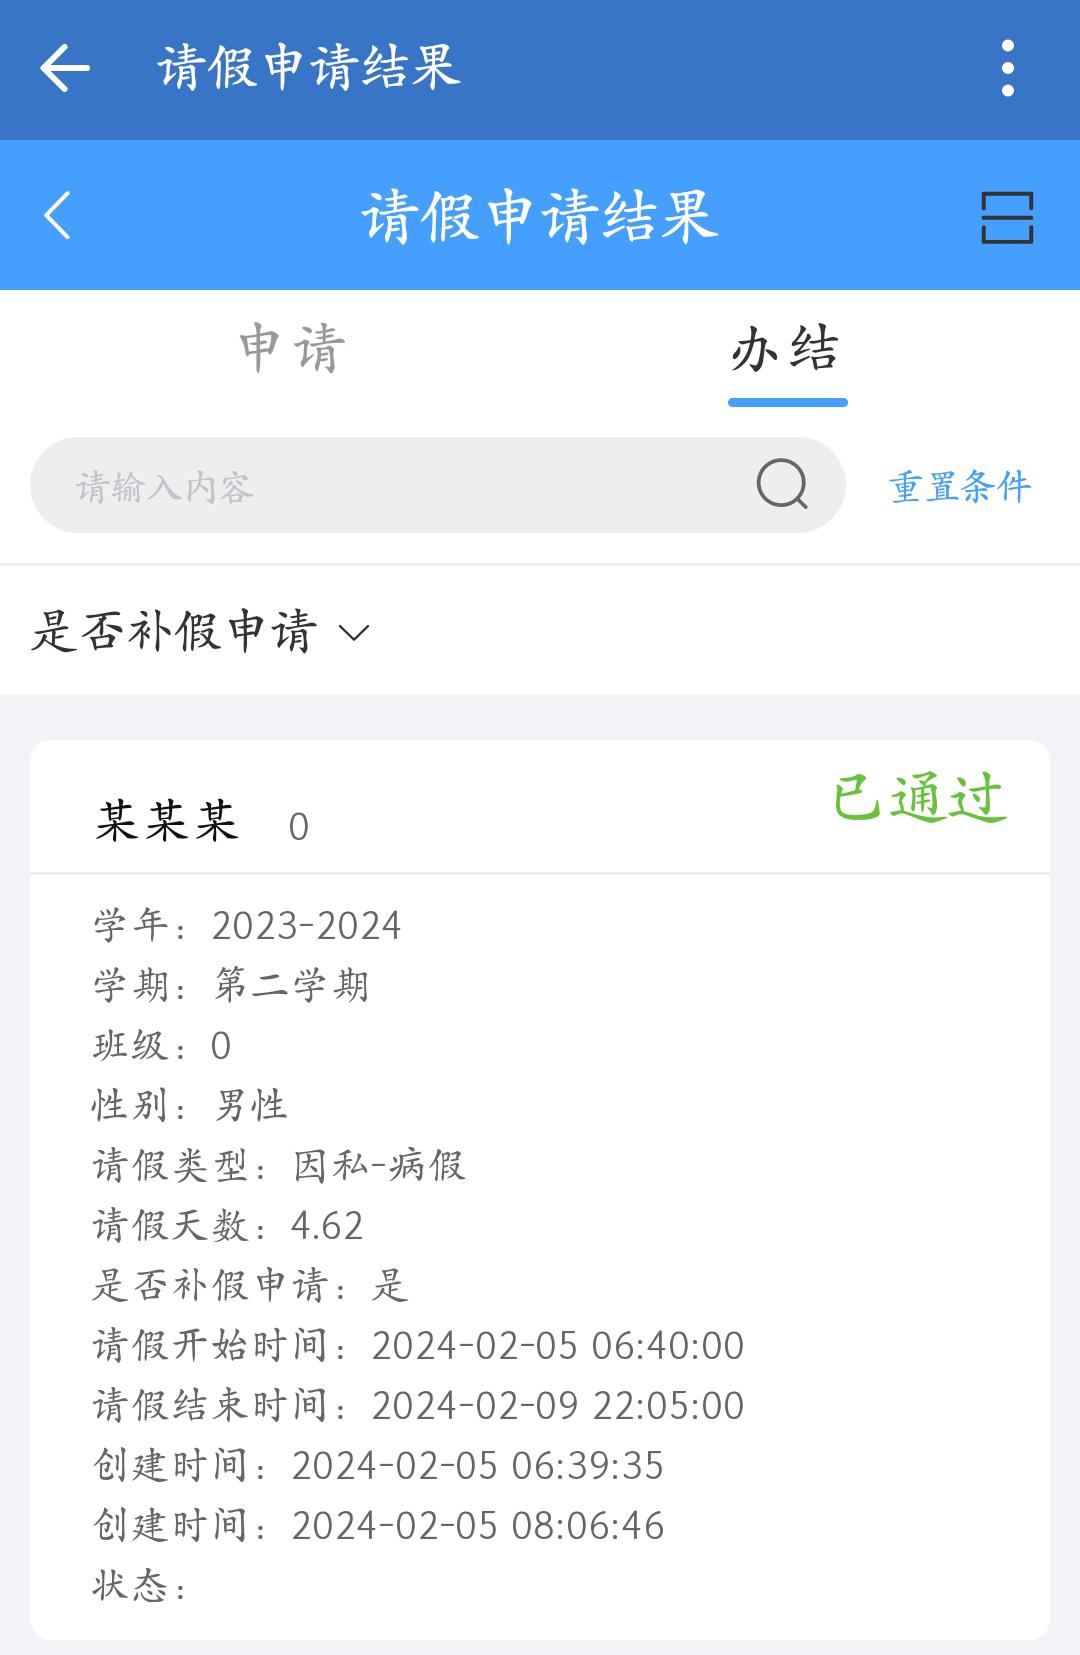 请假申请结果
请假申请结果
申请 办结
请输入内容 重置条件
是否补假申请
某某某 0 已通过
学年：2023-2024
学期：第二学期
班级：0
性别：男性
请假类型：因私-病假
请假天数：4.62
是否补假申请：是
请假开始时间：2024-02-05 06:40:00
请假结束时间：2024-02-09 22:05:00
创建时间：2024-02-05 06:39:35
创建时间：2024-02-05 08:06:46
状态：